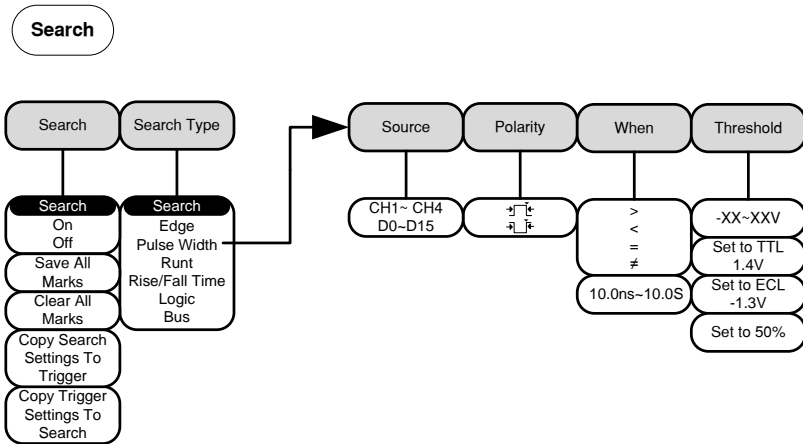 Search
Search
Search Type
Source
Polarity
When
Threshold
Search
On
Off
Save All
Marks
Clear All
Marks
Copy Search
Settings To
Trigger
Copy Trigger
Settings To
Search
Search
Edge
Pulse Width
Runt
Rise/Fall Time
Logic
Bus
CH1~ CH4
D0~D15
>
<
=
≠
10.0ns~10.0S
-XX~XXV
Set to TTL
1.4V
Set to ECL
-1.3V
Set to 50%